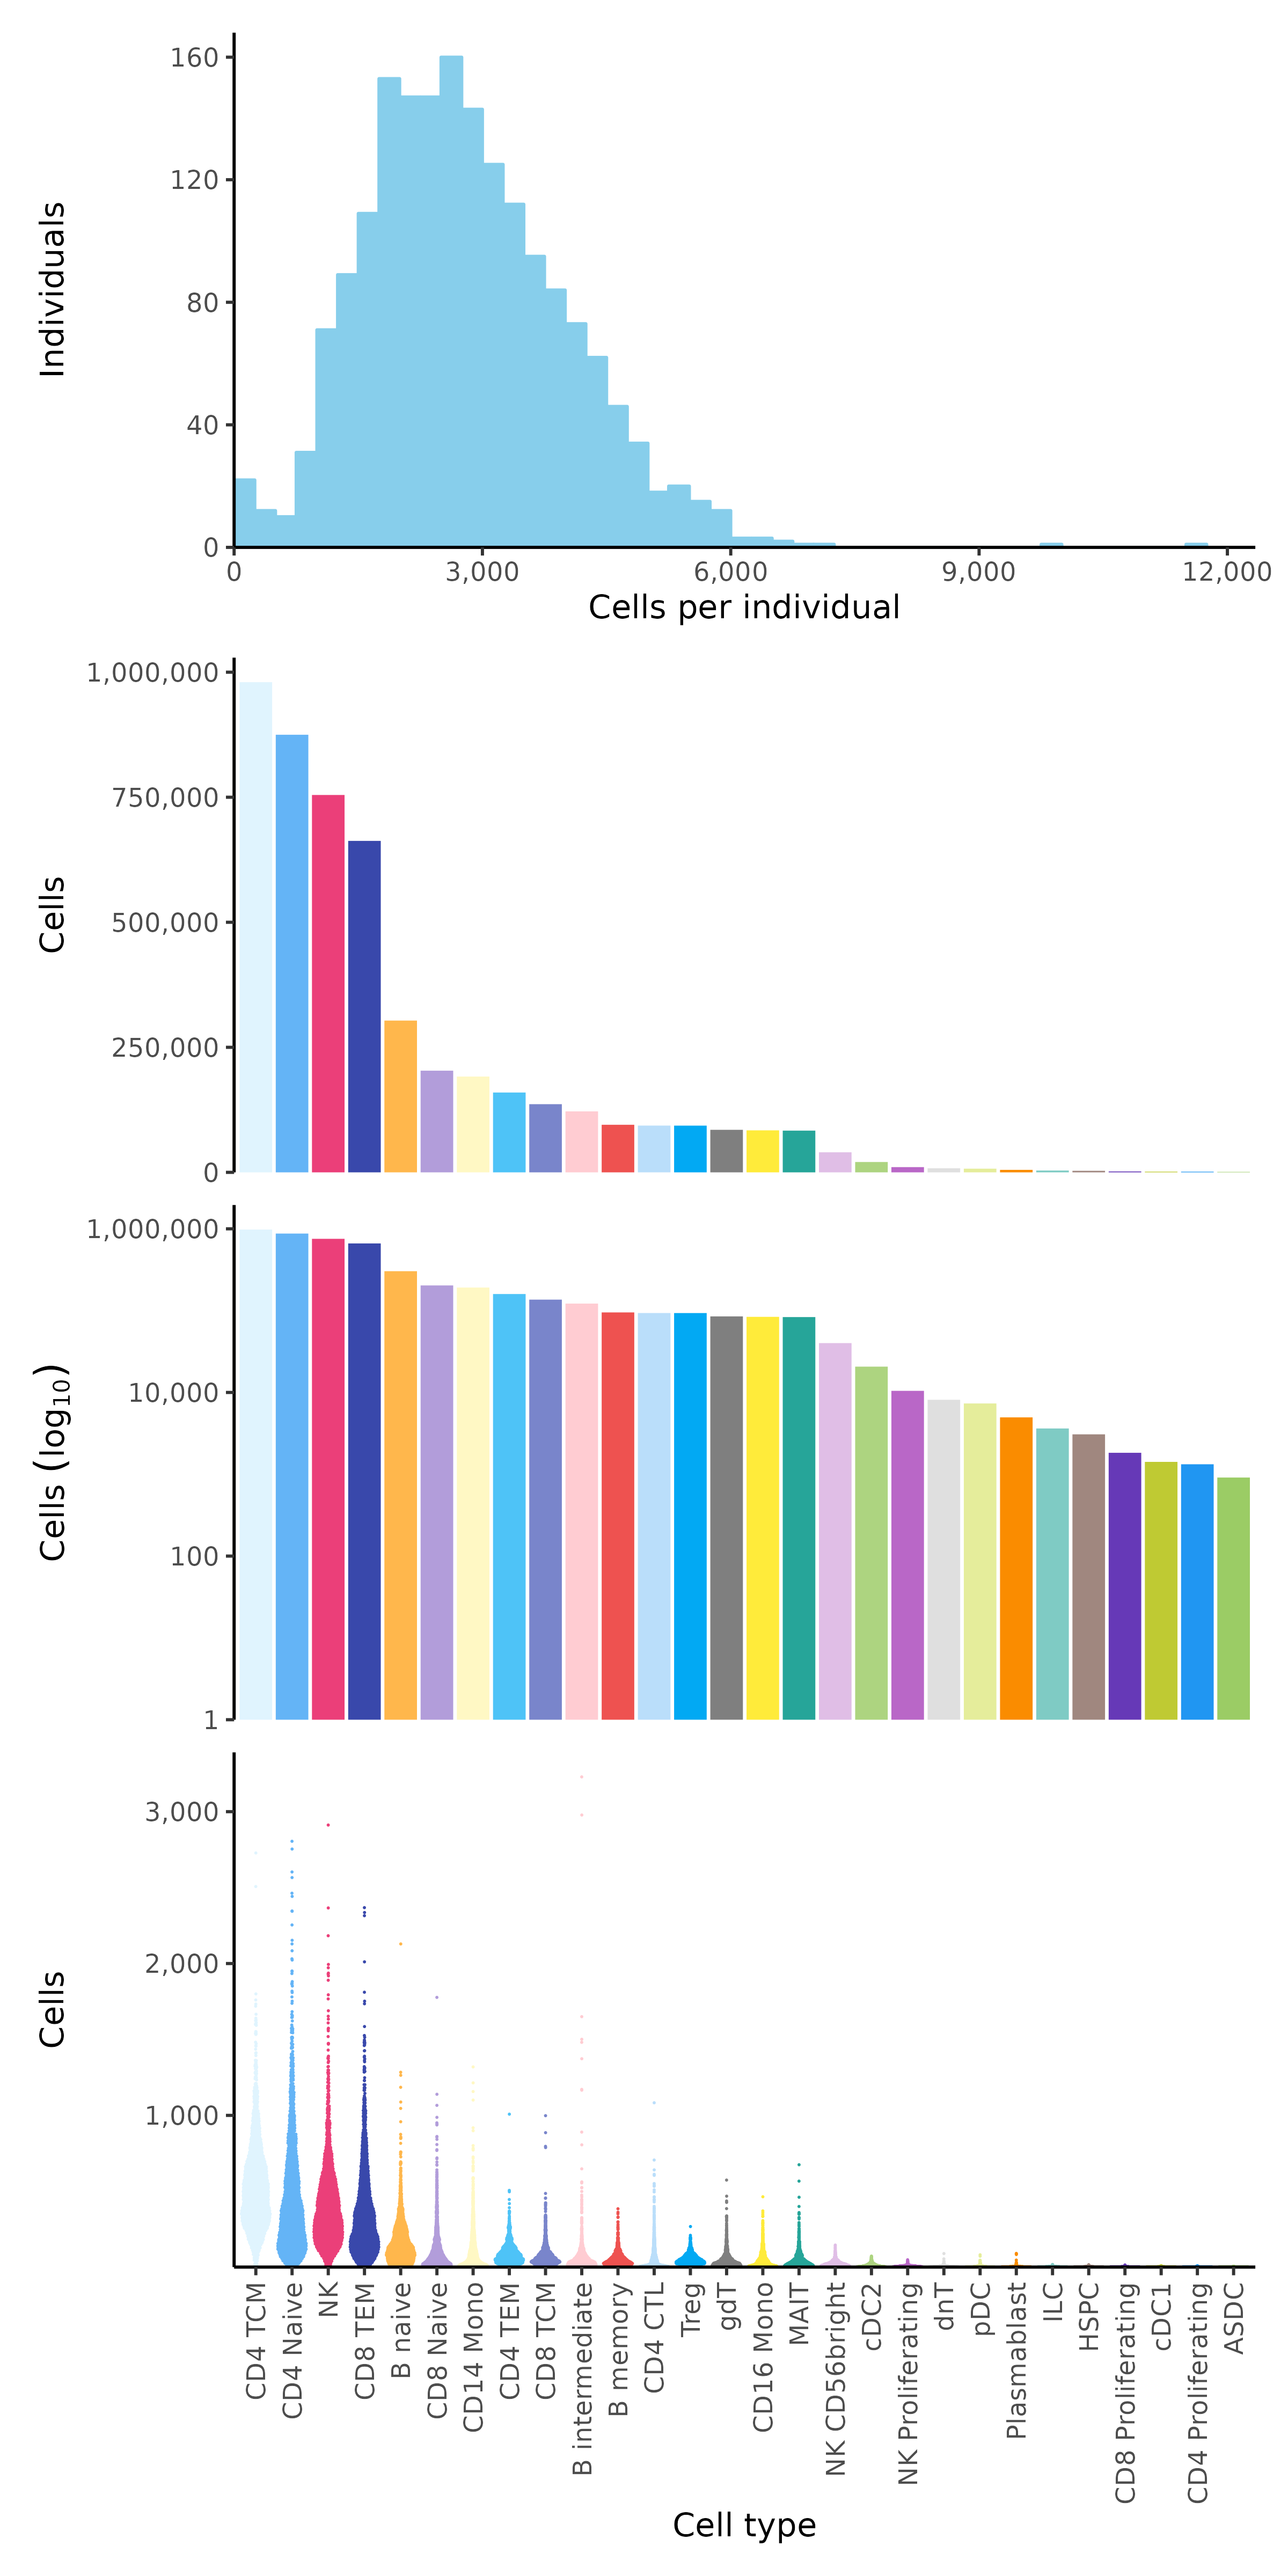 160
120
80
40
0
Individuals
0 3,000 6,000 9,000 12,000
Cells per individual
1,000,000
750,000
500,000
250,000
0
Cells
1,000,000
10,000
100
1
Cells (log₁₀)
3,000
2,000
1,000
Cells
CD4 TCM
CD4 Naive
NK
CD8 TEM
B naive
CD8 Naive
CD14 Mono
CD4 TEM
CD8 TCM
B intermediate
B memory
CD4 CTL
Treg
gdT
CD16 Mono
MAIT
NK CD56bright
cDC2
NK Proliferating
dnT
pDC
Plasmablast
ILC
HSPC
CD8 Proliferating
cDC1
CD4 Proliferating
ASDC
Cell type